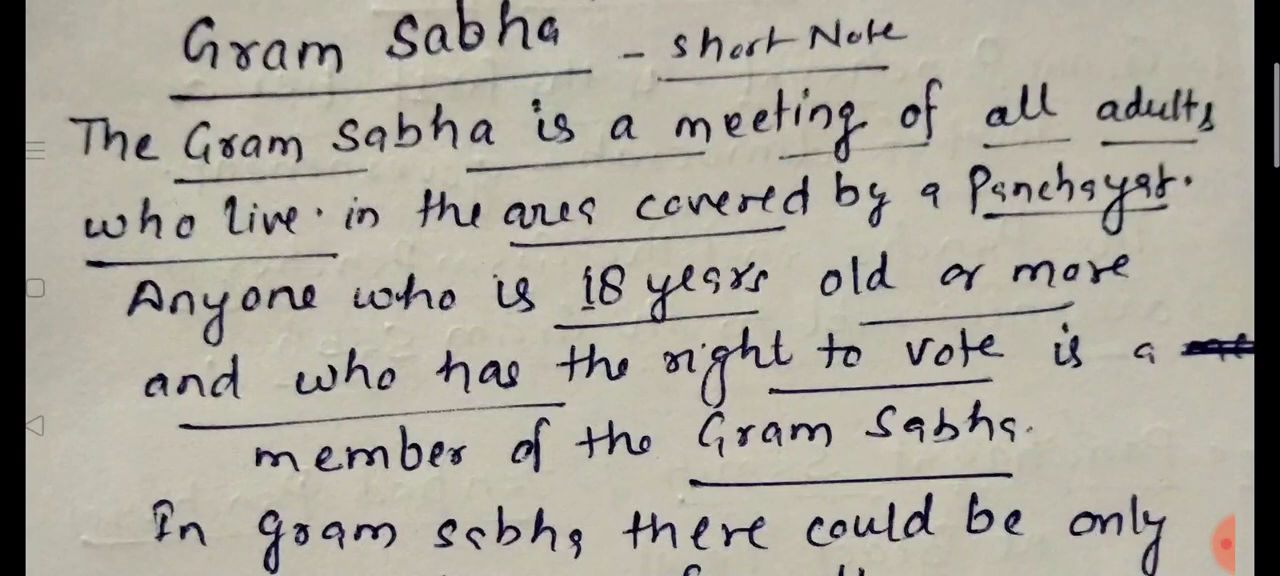 Gram Sabha - Short Note
The Gram Sabha is a meeting of all adults
who live in the area covered by a Panchayat.
Anyone who is 18 years old or more
and who has the right to vote is a
member of the Gram Sabha.
In gram sabha there could be only